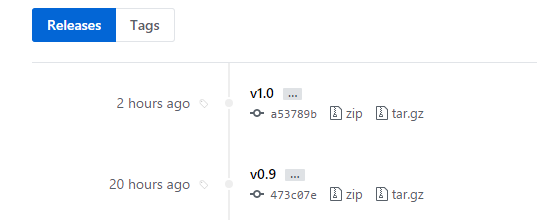 Releases Tags
v1.0 ...
2 hours ago a53789b zip tar.gz
v0.9 ...
20 hours ago 473c07e zip tar.gz